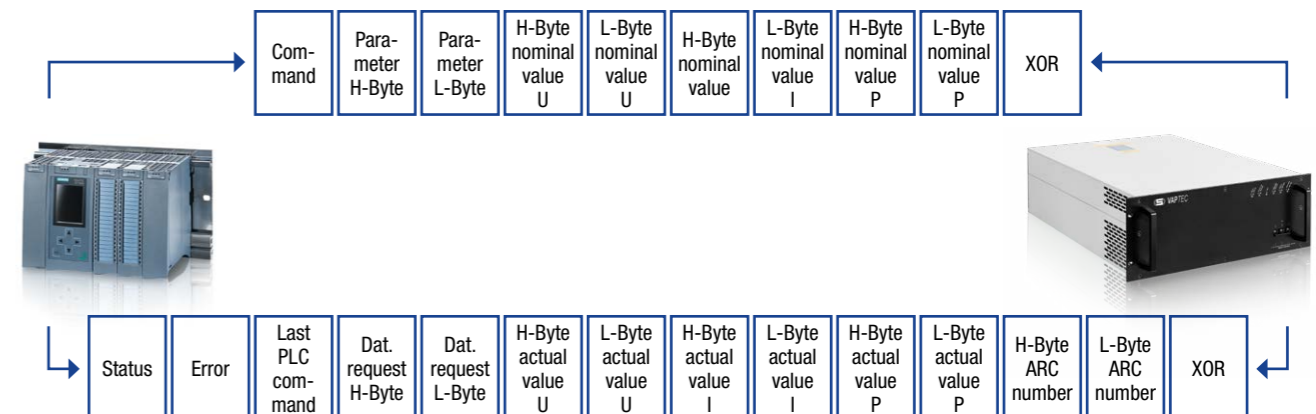 Com-
mand
Para-
meter
H-Byte
Para-
meter
L-Byte
H-Byte
nominal
value
U
L-Byte
nominal
value
U
H-Byte
nominal
value
L-Byte
nominal
value
I
H-Byte
nominal
value
P
L-Byte
nominal
value
P
XOR
VAPTEC
Status
Error
Last
PLC
com-
mand
Dat.
request
H-Byte
Dat.
request
L-Byte
H-Byte
actual
value
U
L-Byte
actual
value
U
H-Byte
actual
value
I
L-Byte
actual
value
I
H-Byte
actual
value
P
L-Byte
actual
value
P
H-Byte
ARC
number
L-Byte
ARC
number
XOR